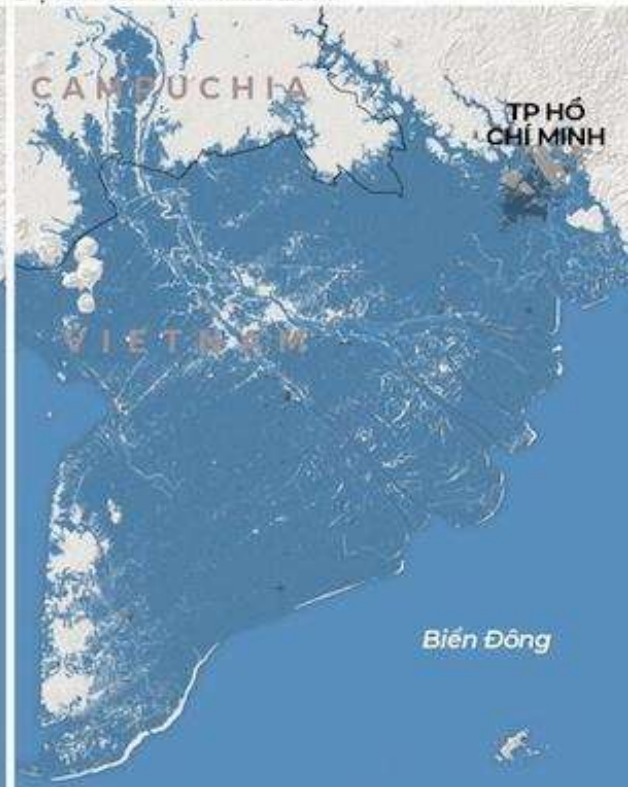 CAMPUCHIA
TP HỒ
CHÍ MINH
VIETNAM
Biển Đông